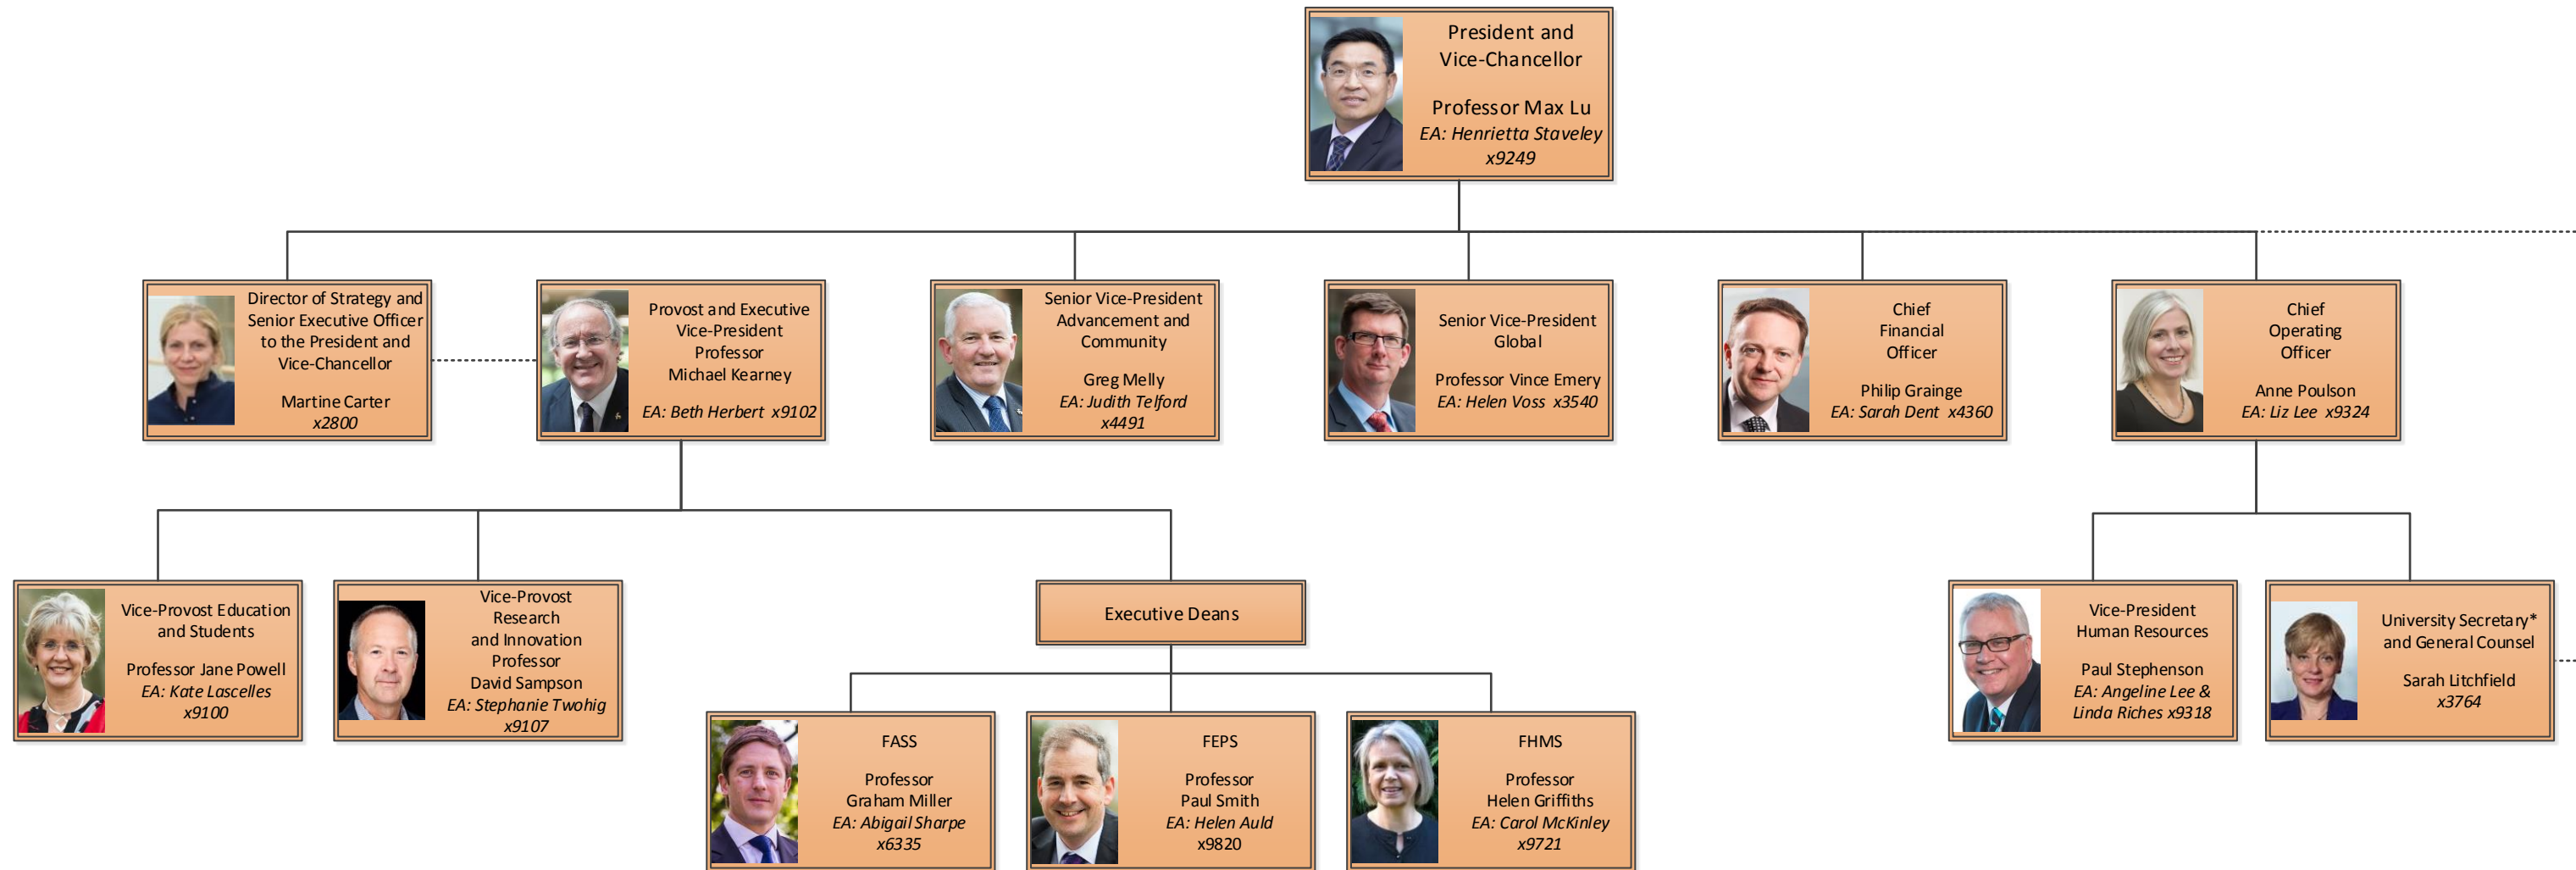 President and
Vice-Chancellor
Professor Max Lu
EA: Henrietta Staveley
x9249
Director of Strategy and
Senior Executive Officer
to the President and
Vice-Chancellor
Martine Carter
x2800
Provost and Executive
Vice-President
Professor
Michael Kearney
EA: Beth Herbert x9102
Senior Vice-President
Advancement and
Community
Greg Melly
EA: Judith Telford
x4491
Senior Vice-President
Global
Professor Vince Emery
EA: Helen Voss x3540
Chief
Financial
Officer
Philip Grainge
EA: Sarah Dent x4360
Chief
Operating
Officer
Anne Poulson
EA: Liz Lee x9324
Vice-Provost Education
and Students
Professor Jane Powell
EA: Kate Lascelles
x9100
Vice-Provost
Research
and Innovation
Professor
David Sampson
EA: Stephanie Twohig
x9107
Executive Deans
Vice-President
Human Resources
Paul Stephenson
EA: Angeline Lee &
Linda Riches x9318
University Secretary*
and General Counsel
Sarah Litchfield
x3764
FASS
Professor
Graham Miller
EA: Abigail Sharpe
x6335
FEPS
Professor
Paul Smith
EA: Helen Auld
x9820
FHMS
Professor
Helen Griffiths
EA: Carol McKinley
x9721